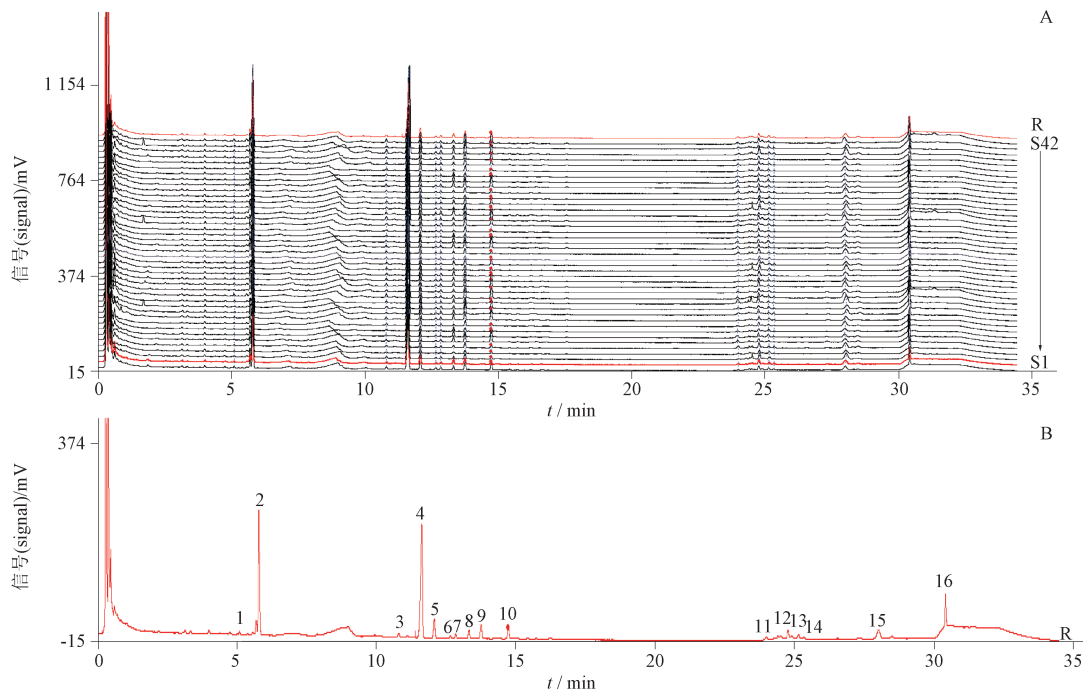 A
1 154
764
374
15
信号(signal)/mV
R
S42
S1
0 5 10 15 20 25 30 35
t / min
B
374
-15
信号(signal)/mV
1 2 3 4 5 6 7 8 9 10 11 12 13 14 15 16
R
0 5 10 15 20 25 30 35
t / min